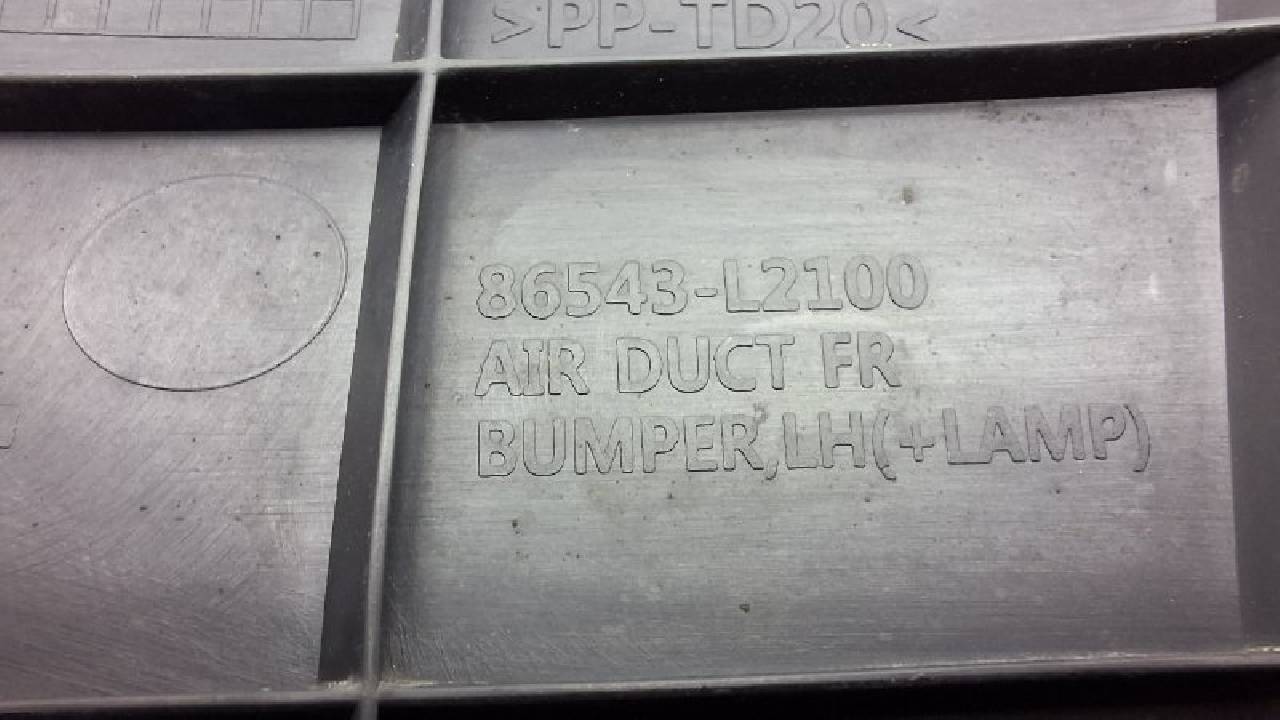 >PP-TD20<
86543-L2100
AIR DUCT FR
BUMPER,LH(+LAMP)